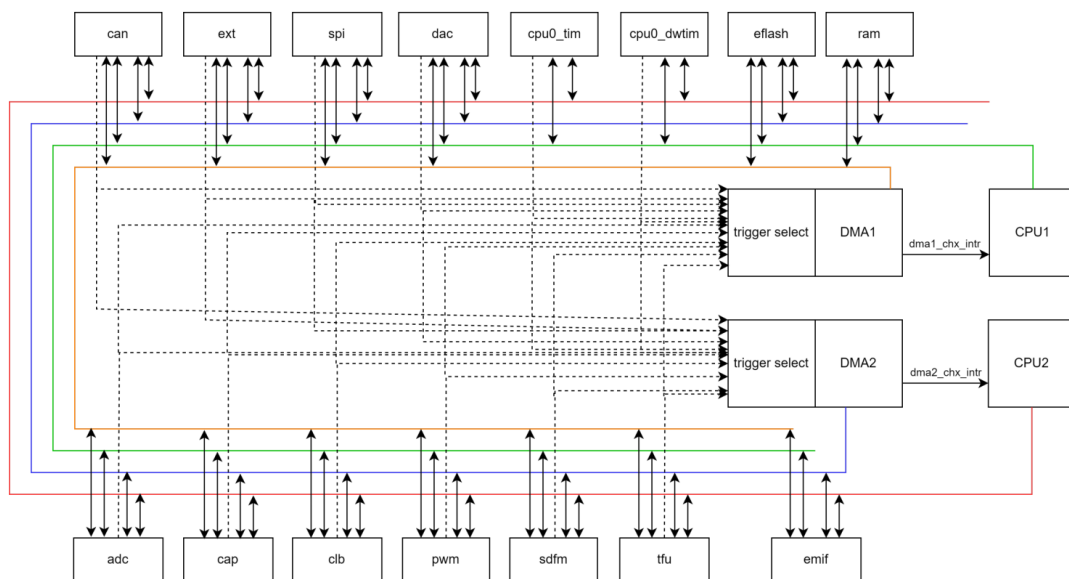 can
ext
spi
dac
cpu0_tim
cpu0_dwtim
eflash
ram
trigger select
DMA1
dma1_chx_intr
CPU1
trigger select
DMA2
dma2_chx_intr
CPU2
adc
cap
clb
pwm
sdfm
tfu
emif